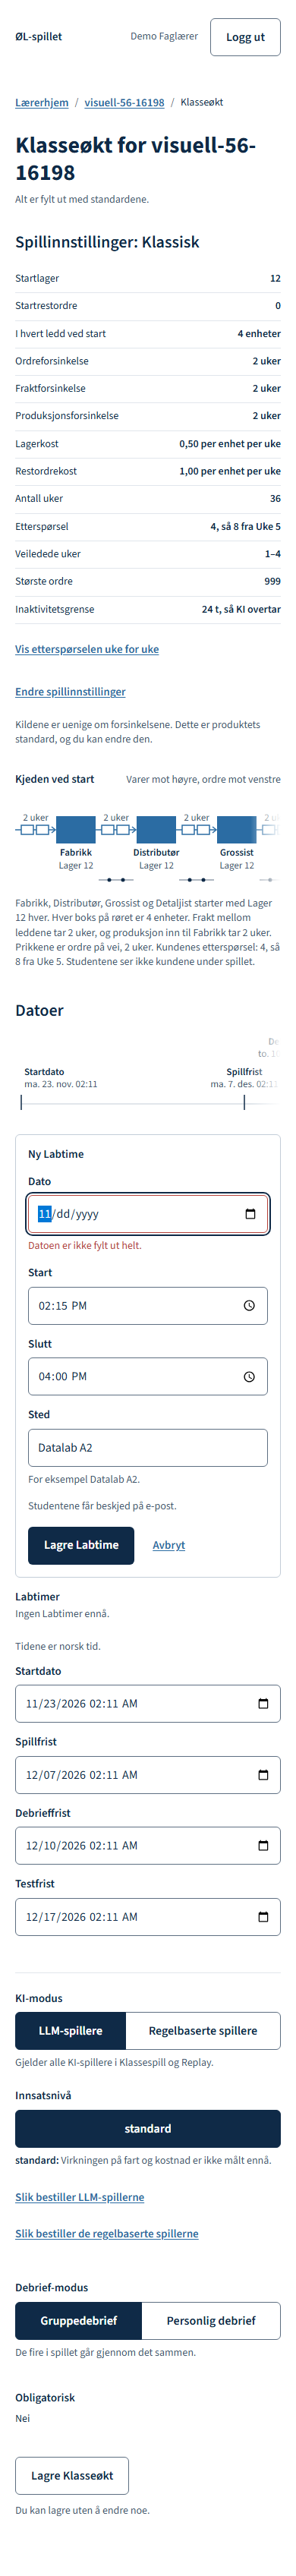 ØL-spillet
Demo Faglærer
Logg ut
Lærerhjem / visuell-56-16198 / Klasseøkt
Klasseøkt for visuell-56-
16198
Alt er fylt ut med standardene.
Spillinnstillinger: Klassisk
Startlager 12
Startrestordre 0
I hvert ledd ved start 4 enheter
Ordreforsinkelse 2 uker
Fraktforsinkelse 2 uker
Produksjonsforsinkelse 2 uker
Lagerkost 0,50 per enhet per uke
Restordrekost 1,00 per enhet per uke
Antall uker 36
Etterspørsel 4, så 8 fra Uke 5
Veiledede uker 1–4
Største ordre 999
Inaktivitetsgrense 24 t, så KI overtar
Vis etterspørselen uke for uke
Endre spillinnstillinger
Kildene er uenige om forsinkelsene. Dette er produktets
standard, og du kan endre den.
Kjeden ved start Varer mot høyre, ordre mot venstre
2 uker 2 uker 2 uker 2 u
Fabrikk Distributør Grossist
Lager 12 Lager 12 Lager 12
Fabrikk, Distributør, Grossist og Detaljist starter med Lager
12 hver. Hver boks på røret er 4 enheter. Frakt mellom
leddene tar 2 uker, og produksjon inn til Fabrikk tar 2 uker.
Prikkene er ordre på vei, 2 uker. Kundenes etterspørsel: 4, så
8 fra Uke 5. Studentene ser ikke kundene under spillet.
Datoer
De
to. 10
Startdato Spillfrist
ma. 23. nov. 02:11 ma. 7. des. 02:11
Ny Labtime
Dato
11/dd/yyyy
Datoen er ikke fylt ut helt.
Start
02:15 PM
Slutt
04:00 PM
Sted
Datalab A2
For eksempel Datalab A2.
Studentene får beskjed på e-post.
Lagre Labtime Avbryt
Labtimer
Ingen Labtimer ennå.
Tidene er norsk tid.
Startdato
11/23/2026 02:11 AM
Spillfrist
12/07/2026 02:11 AM
Debrieffrist
12/10/2026 02:11 AM
Testfrist
12/17/2026 02:11 AM
KI-modus
LLM-spillere Regelbaserte spillere
Gjelder alle KI-spillere i Klassespill og Replay.
Innsatsnivå
standard
standard: Virkningen på fart og kostnad er ikke målt ennå.
Slik bestiller LLM-spillerne
Slik bestiller de regelbaserte spillerne
Debrief-modus
Gruppedebrief Personlig debrief
De fire i spillet går gjennom det sammen.
Obligatorisk
Nei
Lagre Klasseøkt
Du kan lagre uten å endre noe.